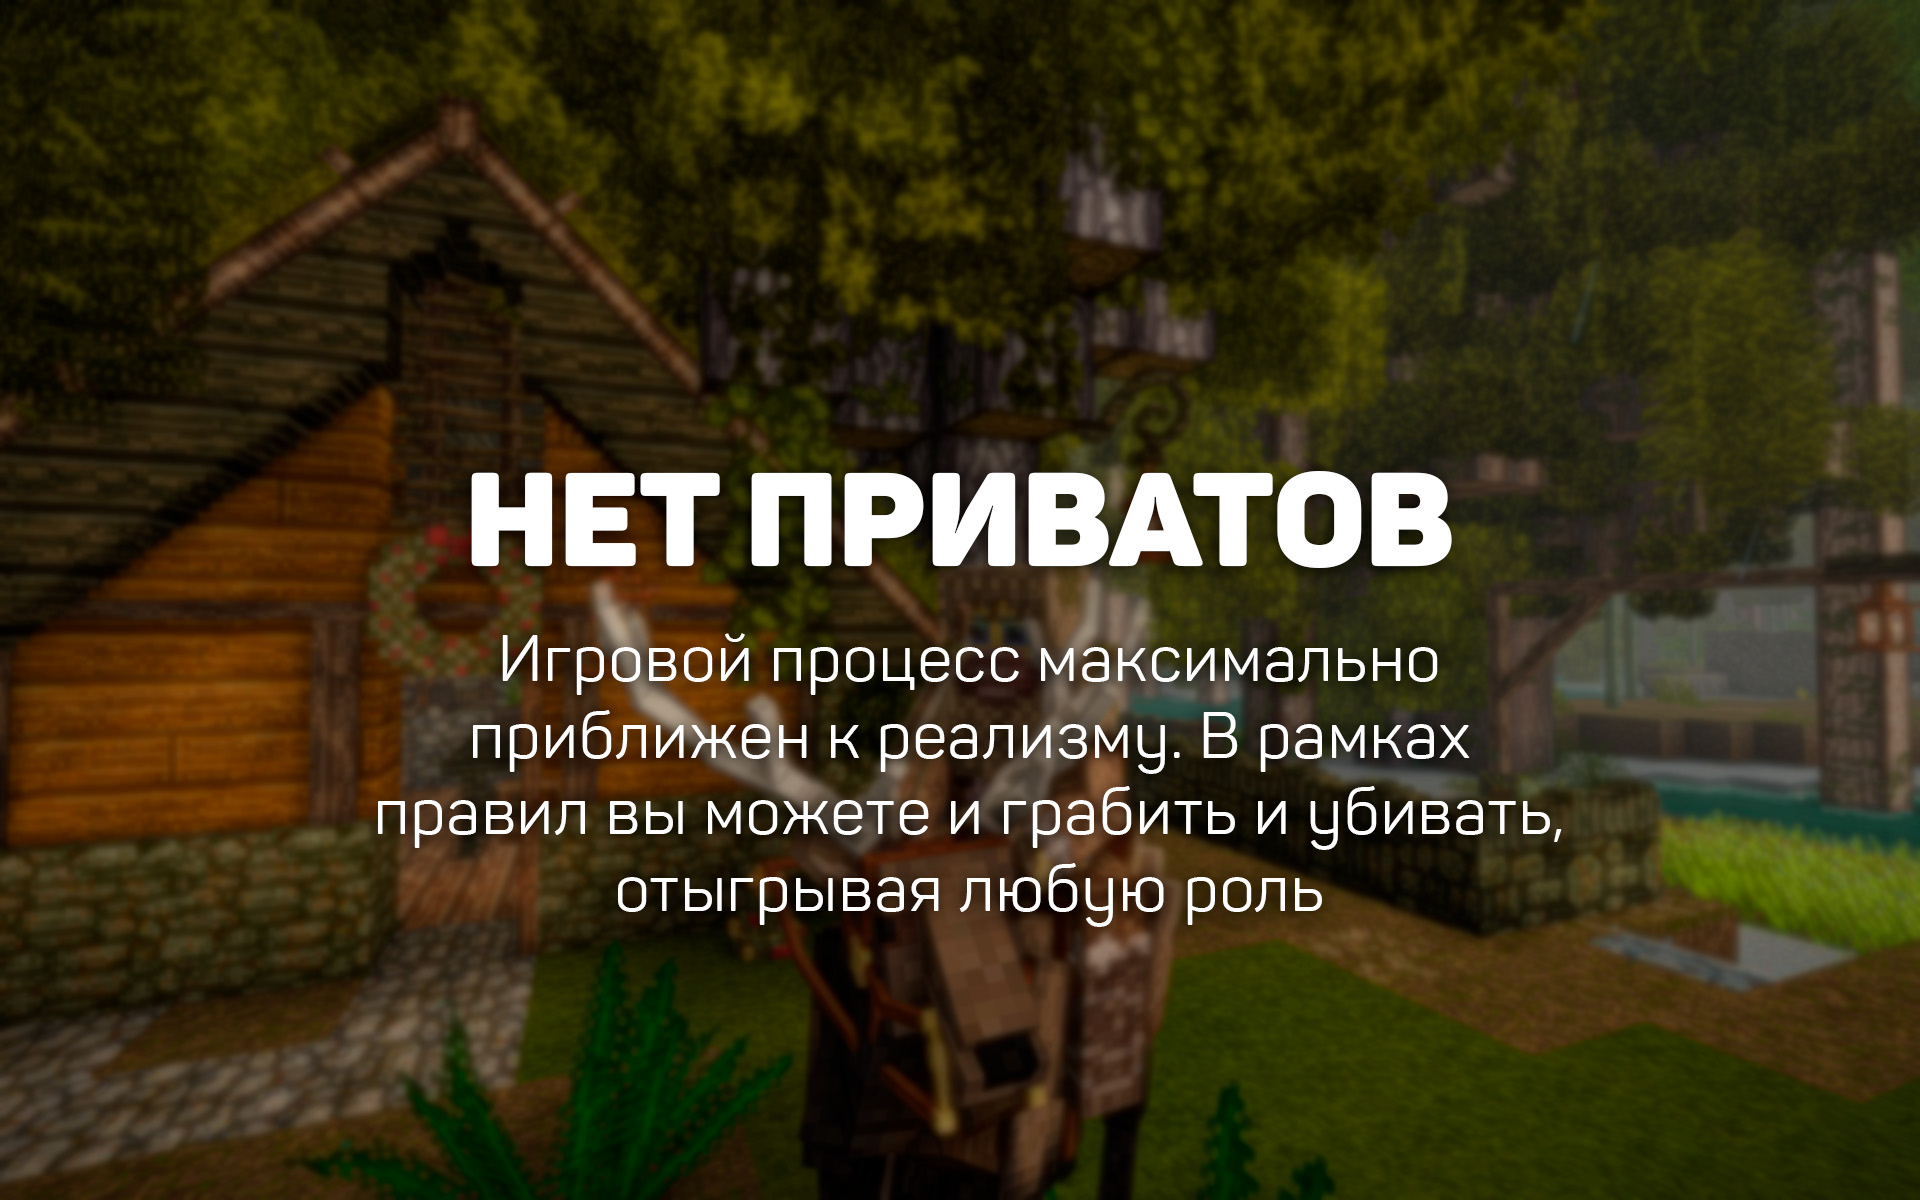 НЕТ ПРИВАТОВ
Игровой процесс максимально
приближен к реализму. В рамках
правил вы можете и грабить и убивать,
отыгрывая любую роль